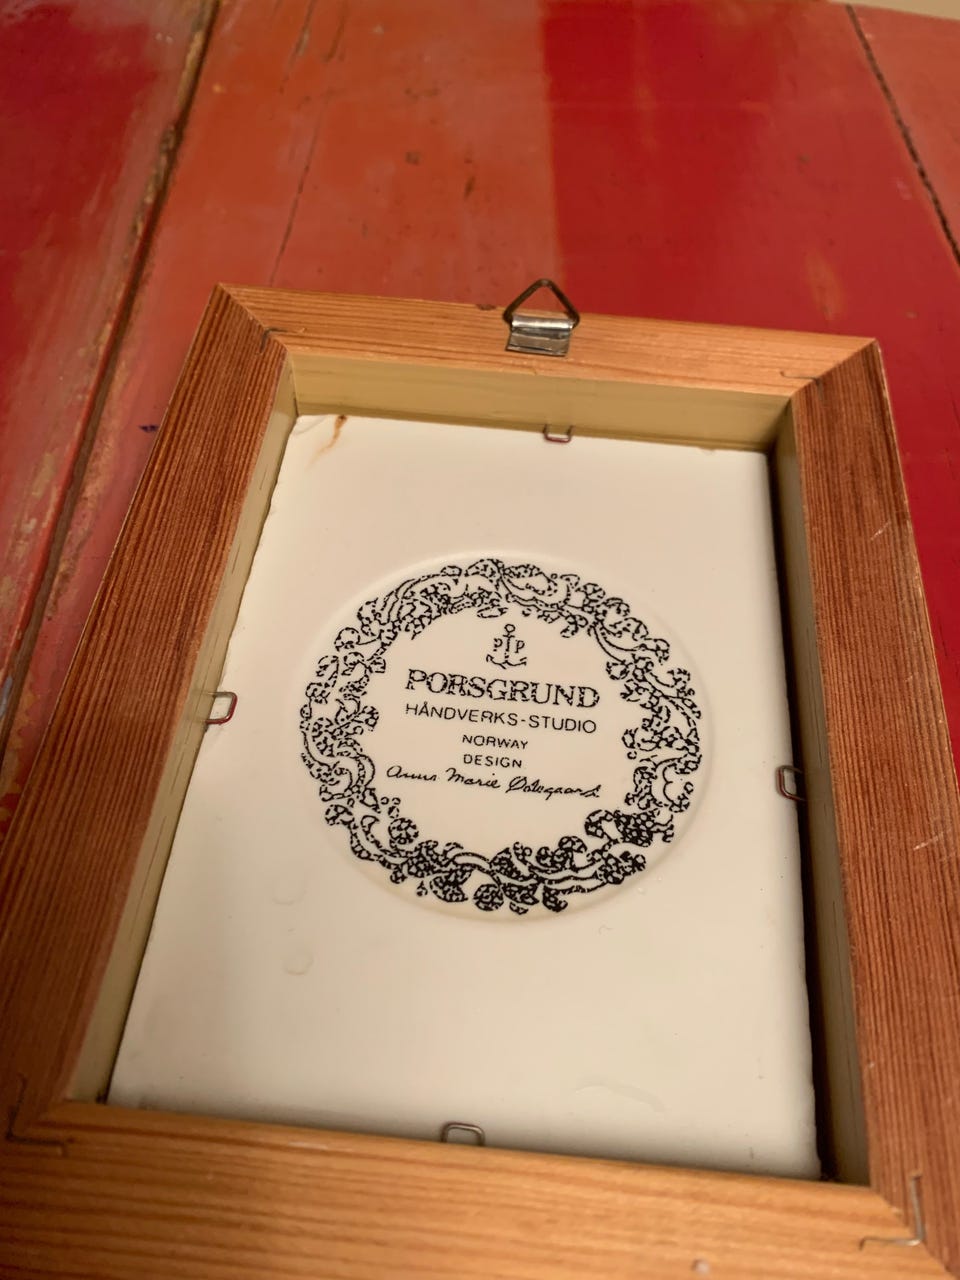 P P
PORSGRUND
HÅNDVERKS-STUDIO
NORWAY
DESIGN
Anne Marie Ødegaard